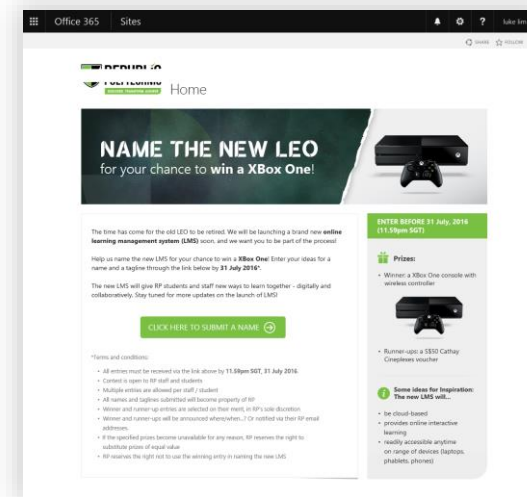 Office 365 Sites ? luke lim
SHARE FOLLOW
REPUBLIC
POLYTECHNIC
Home
NAME THE NEW LEO
for your chance to win a XBox One!
The time has come for the old LEO to be retired. We will be launching a brand new online
learning management system (LMS) soon, and we want you to be part of the process!
Help us name the new LMS for your chance to win a XBox One! Enter your ideas for a
name and a tagline through the link below by 31 July 2016*.
The new LMS will give RP students and staff new ways to learn together - digitally and
collaboratively. Stay tuned for more updates on the launch of LMS!
CLICK HERE TO SUBMIT A NAME
*Terms and conditions:
• All entries must be received via the link above by 11.59pm SGT, 31 July 2016
• Contest is open to RP staff and students
• Multiple entries are allowed per staff / student
• All names and taglines submitted will become property of RP
• Winner and runner-up entries are selected on their merit, in RP's sole discretion
• Winner and runner-ups will be announced where/when...? Or notified via their RP email
addresses.
• If the specified prizes become unavailable for any reason, RP reserves the right to
substitute prizes of equal value
• RP reserves the right not to use the winning entry in naming the new LMS
ENTER BEFORE 31 July, 2016
(11.59pm SGT)
Prizes:
• Winner: a XBox One console with
wireless controller
• Runner-ups: a S$50 Cathay
Cineplexes voucher
Some ideas for Inspiration:
The new LMS will...
• be cloud-based
• provides online interactive
learning
• readily accessible anytime
on range of devices (laptops,
phablets, phones)